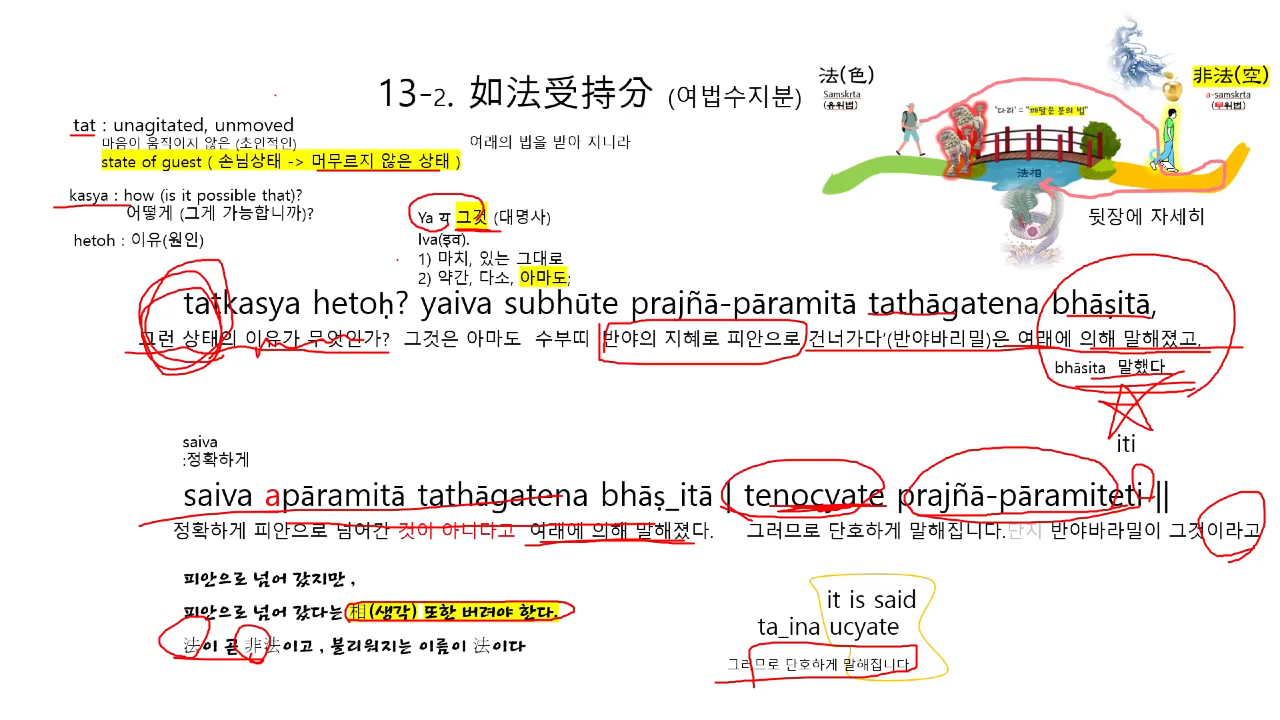 13-2. 如法受持分 (여법수지분)
여래의 법을 받아 지니라
tat : unagitated, unmoved
마음이 움직이지 않은 (초인적인)
state of guest ( 손님상태 -> 머무르지 않은 상태 )
kasya : how (is it possible that)?
어떻게 (그게 가능합니까)?
hetoh : 이유(원인)
Ya य 그것 (대명사)
Iva(इव).
1) 마치, 있는 그대로
2) 약간, 다소, 아마도;
法(色)
Samskrta
(유위법)
'다리' = "깨달은 분의 법"
法相
非法(空)
a-samskrta
(무위법)
뒷장에 자세히
tatkasya hetoḥ? yaiva subhūte prajñā-pāramitā tathāgatena bhāṣitā,
그런 상태의 이유가 무엇인가? 그것은 아마도 수부띠 '반야의 지혜로 피안으로 건너가다'(반야바리밀)은 여래에 의해 말해졌고,
bhāsita 말했다
iti
saiva
:정확하게
saiva apāramitā tathāgatena bhāṣ_itā | tenocyate prajñā-pāramiteti ||
정확하게 피안으로 넘어간 것이 아니다고 여래에 의해 말해졌다. 그러므로 단호하게 말해집니다.단지 반야바라밀이 그것이라고
피안으로 넘어 갔지만 ,
피안으로 넘어 갔다는 相(생각) 또한 버려야 한다.
法이 곧 非法이고 , 불리워지는 이름이 法이다
it is said
ta_ina ucyate
그러므로 단호하게 말해집니다